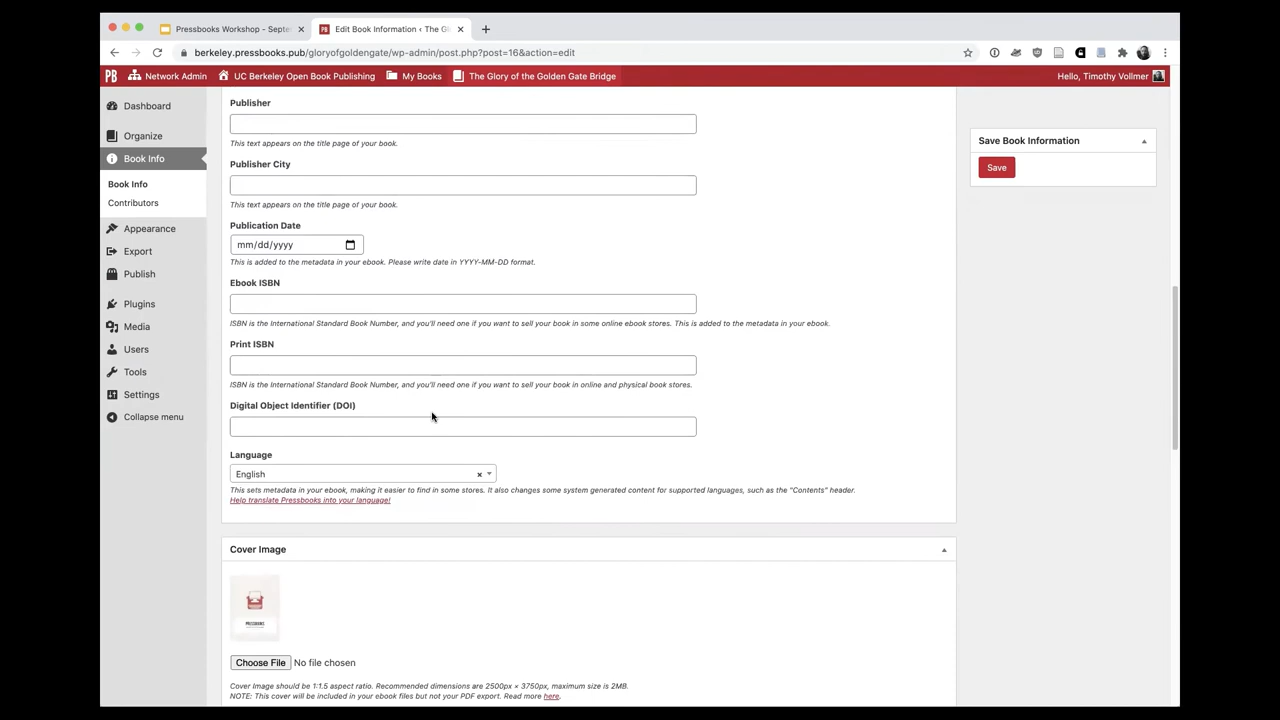 Pressbooks Workshop - Septe
Edit Book Information ‹ The Gl
berkeley.pressbooks.pub/gloryofgoldengate/wp-admin/post.php?post=16&action=edit
Network Admin UC Berkeley Open Book Publishing My Books The Glory of the Golden Gate Bridge Hello, Timothy Vollmer
Dashboard
Organize
Book Info
Book Info
Contributors
Appearance
Export
Publish
Plugins
Media
Users
Tools
Settings
Collapse menu
Publisher
This text appears on the title page of your book.
Publisher City
This text appears on the title page of your book.
Publication Date
mm/dd/yyyy
This is added to the metadata in your ebook. Please write date in YYYY-MM-DD format.
Ebook ISBN
ISBN is the International Standard Book Number, and you'll need one if you want to sell your book in some online ebook stores. This is added to the metadata in your ebook.
Print ISBN
ISBN is the International Standard Book Number, and you'll need one if you want to sell your book in online and physical book stores.
Digital Object Identifier (DOI)
Language
English
This sets metadata in your ebook, making it easier to find in some stores. It also changes some system generated content for supported languages, such as the "Contents" header.
Help translate Pressbooks into your language!
Cover Image
PRESSBOOKS
Choose File No file chosen
Cover Image should be 1:1.5 aspect ratio. Recommended dimensions are 2500px × 3750px, maximum size is 2MB.
NOTE: This cover will be included in your ebook files but not your PDF export. Read more here.
Save Book Information
Save